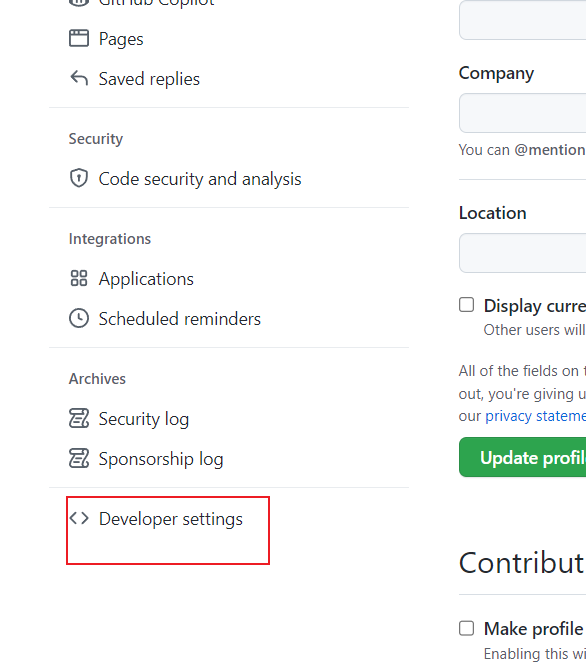 GitHub Copilot
Pages
Saved replies
Security
Code security and analysis
Integrations
Applications
Scheduled reminders
Archives
Security log
Sponsorship log
Developer settings
Company
You can @mention
Location
Display curre
Other users will
All of the fields on t
out, you're giving u
our privacy stateme
Update profil
Contribut
Make profile
Enabling this wi